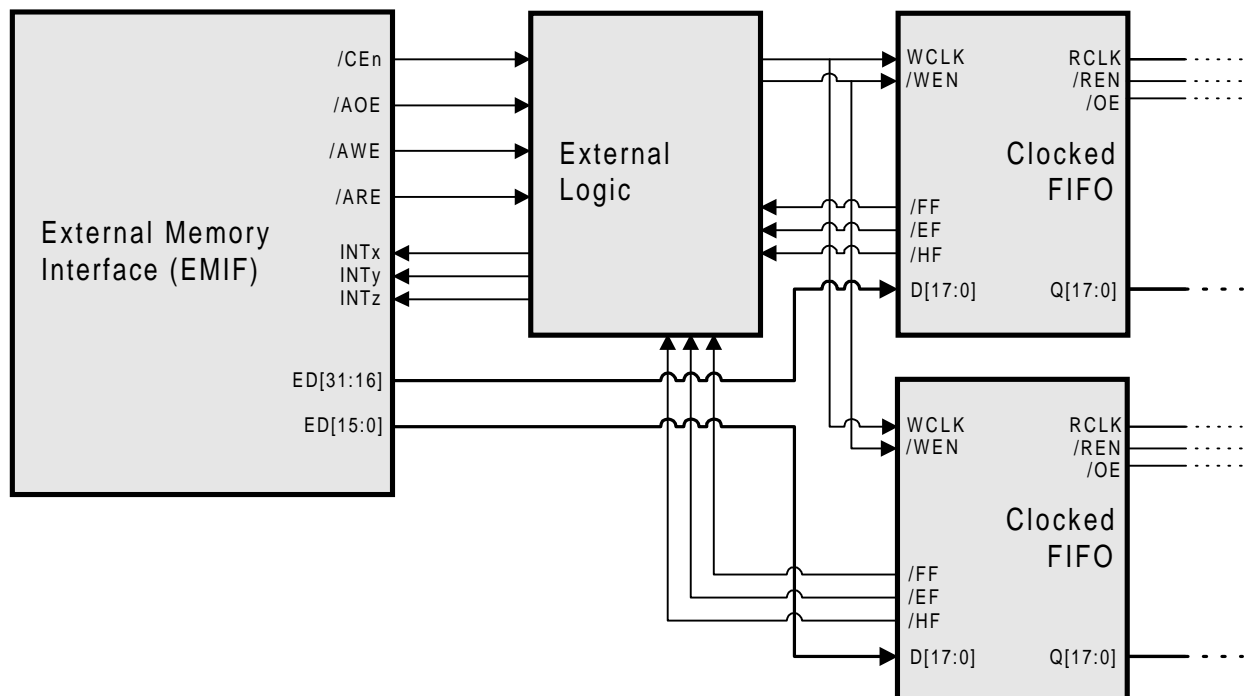 /CEn
/AOE
/AWE
/ARE
External Memory
Interface (EMIF)
INTx
INTy
INTz
ED[31:16]
ED[15:0]
External
Logic
WCLK
/WEN
RCLK
/REN
/OE
Clocked
FIFO
/FF
/EF
/HF
D[17:0]
Q[17:0]
WCLK
/WEN
RCLK
/REN
/OE
Clocked
FIFO
/FF
/EF
/HF
D[17:0]
Q[17:0]